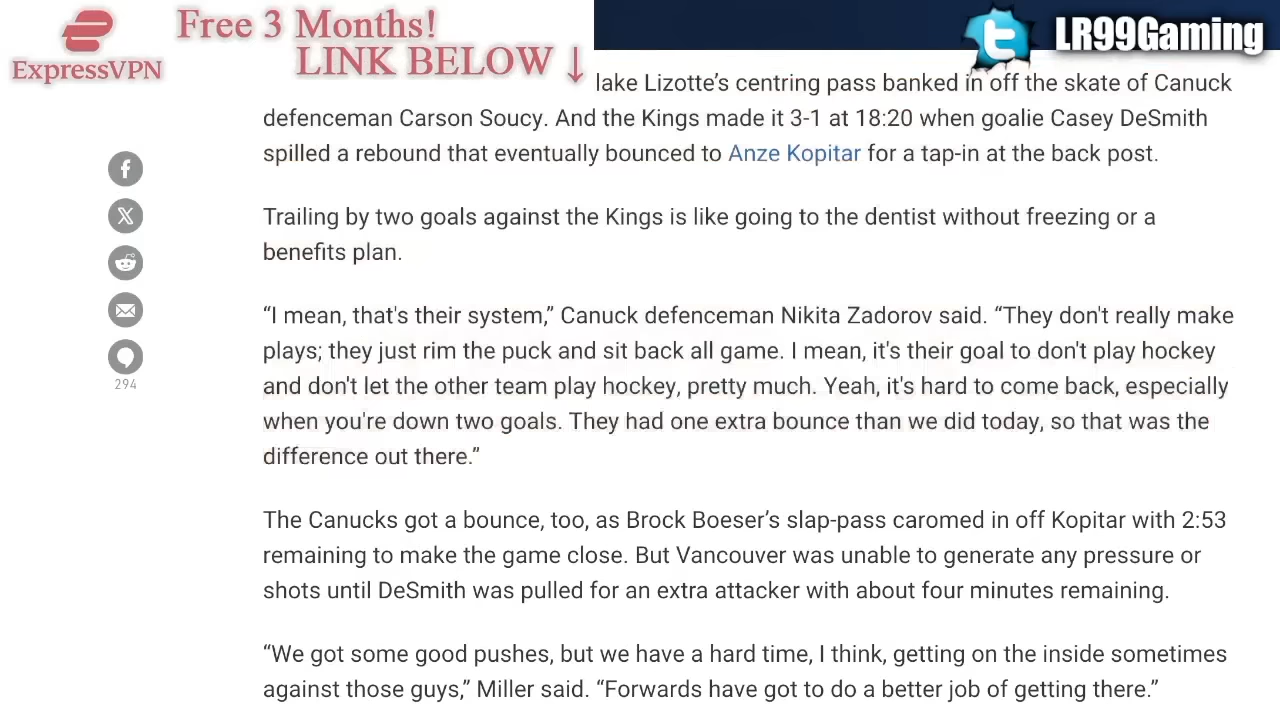 Free 3 Months!
LINK BELOW ↓
ExpressVPN
LR99Gaming
lake Lizotte’s centring pass banked in off the skate of Canuck
defenceman Carson Soucy. And the Kings made it 3-1 at 18:20 when goalie Casey DeSmith
spilled a rebound that eventually bounced to Anze Kopitar for a tap-in at the back post.
Trailing by two goals against the Kings is like going to the dentist without freezing or a
benefits plan.
“I mean, that's their system,” Canuck defenceman Nikita Zadorov said. “They don't really make
plays; they just rim the puck and sit back all game. I mean, it's their goal to don't play hockey
and don't let the other team play hockey, pretty much. Yeah, it's hard to come back, especially
when you're down two goals. They had one extra bounce than we did today, so that was the
difference out there.”
294
The Canucks got a bounce, too, as Brock Boeser’s slap-pass caromed in off Kopitar with 2:53
remaining to make the game close. But Vancouver was unable to generate any pressure or
shots until DeSmith was pulled for an extra attacker with about four minutes remaining.
“We got some good pushes, but we have a hard time, I think, getting on the inside sometimes
against those guys,” Miller said. “Forwards have got to do a better job of getting there.”